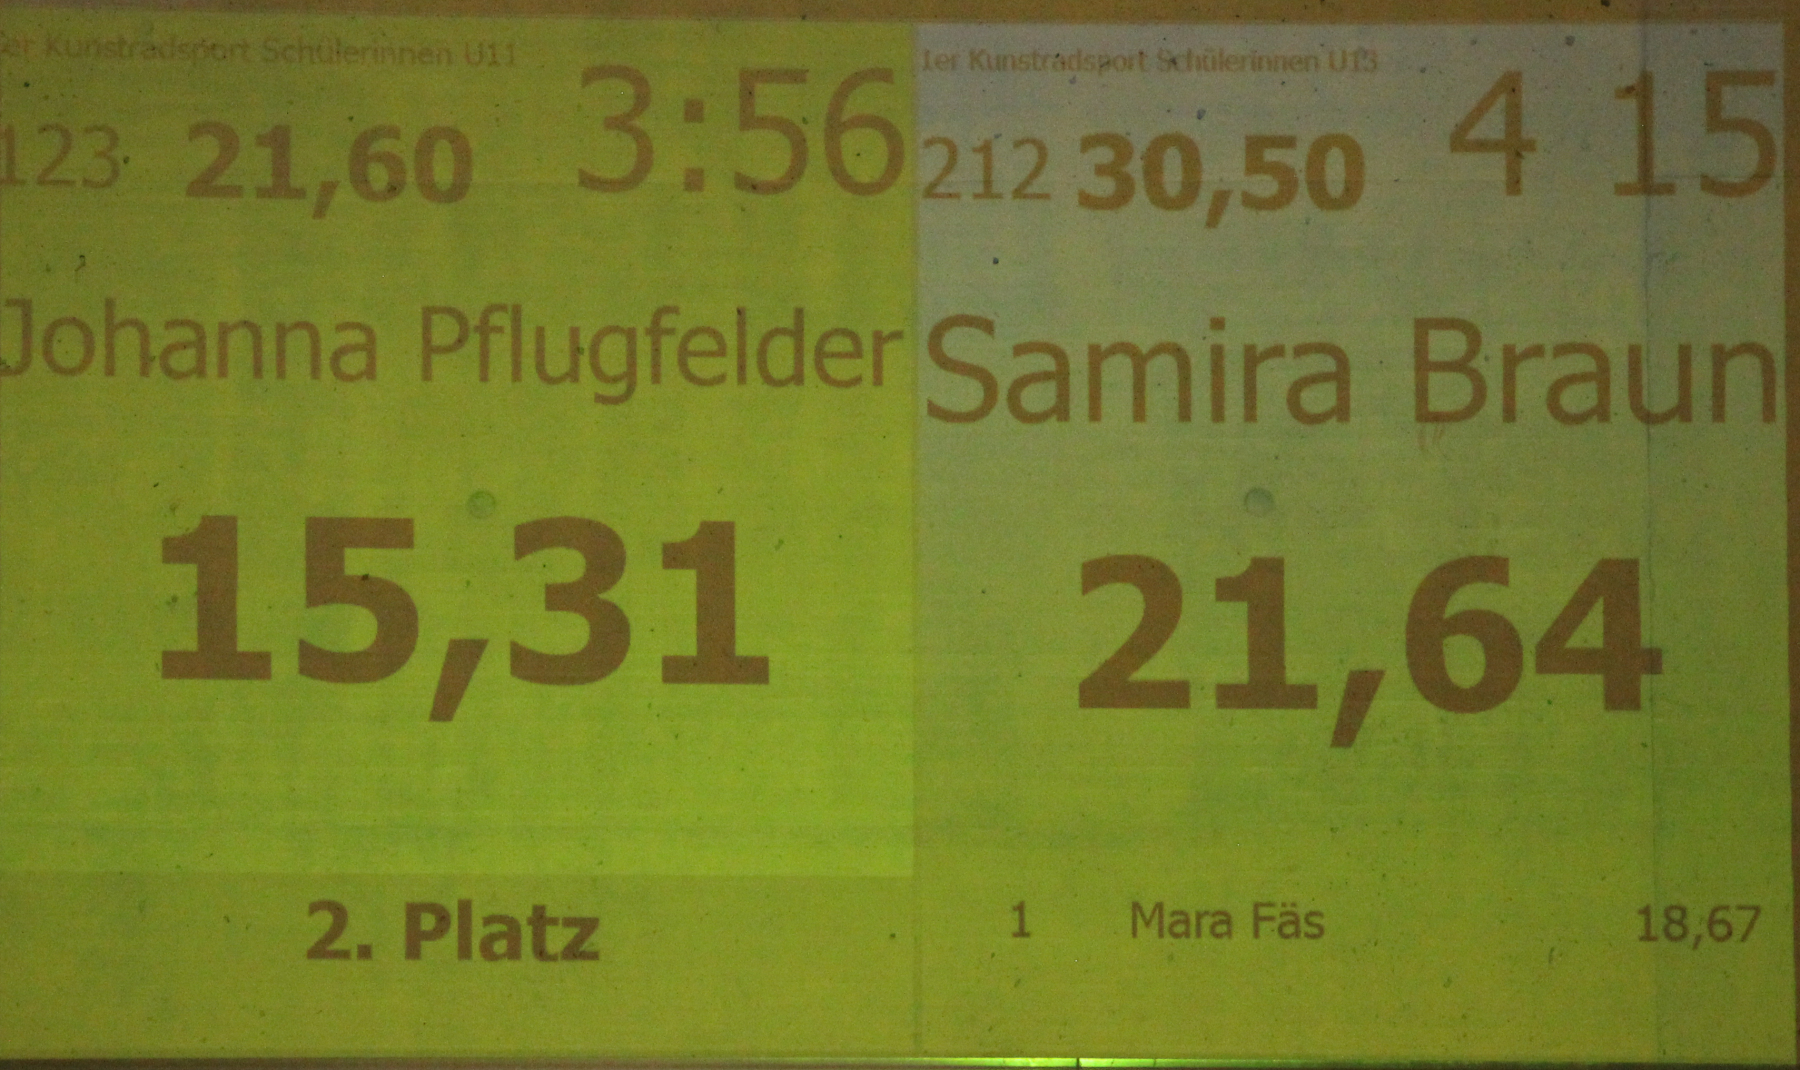 1er Kunstradsport Schülerinnen U11
123 21,60 3:56
Johanna Pflugfelder
15,31
2. Platz
1er Kunstradsport Schülerinnen U13
212 30,50 4 15
Samira Braun
21,64
1 Mara Fäs 18,67